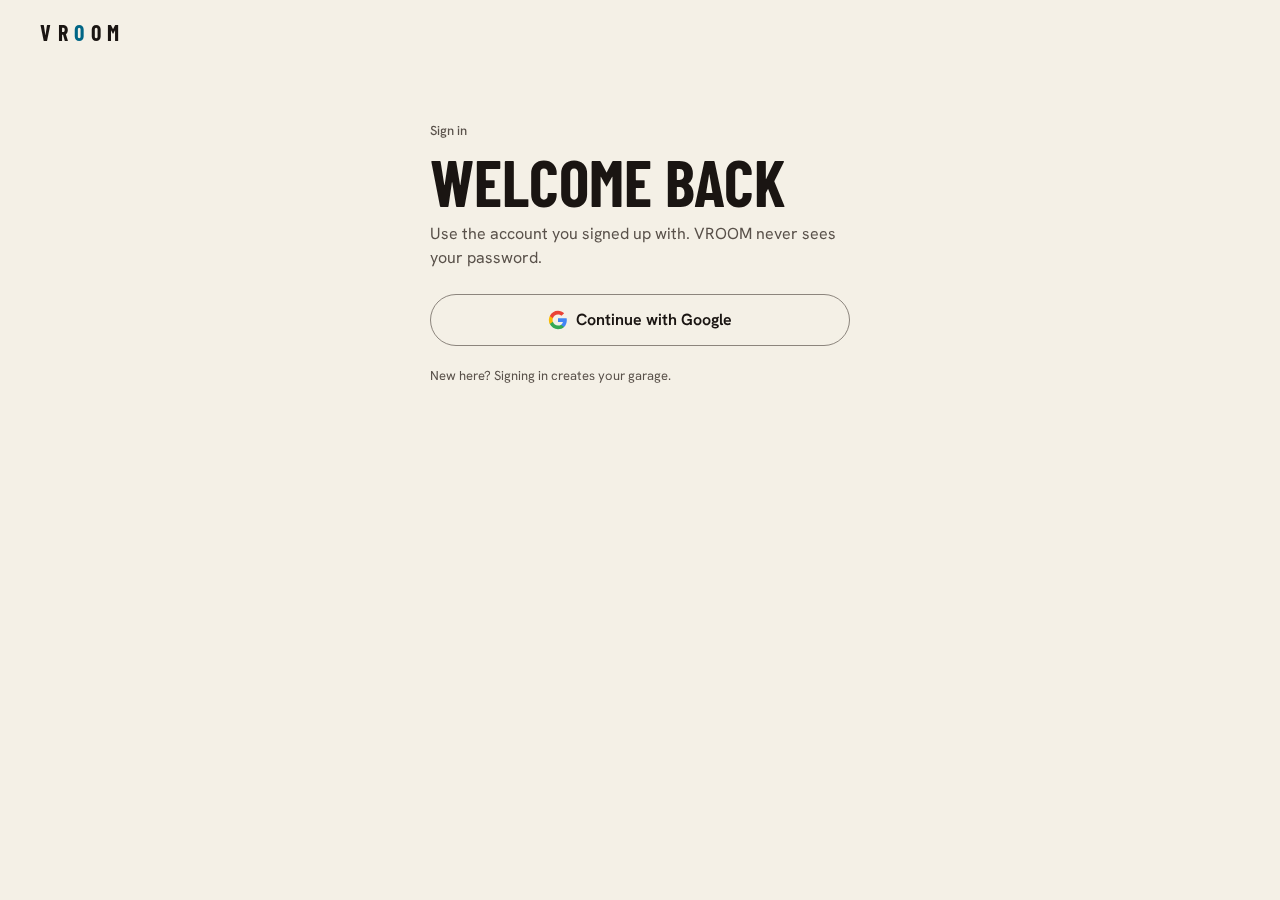 VROOM
Sign in
WELCOME BACK
Use the account you signed up with. VROOM never sees
your password.
Continue with Google
New here? Signing in creates your garage.